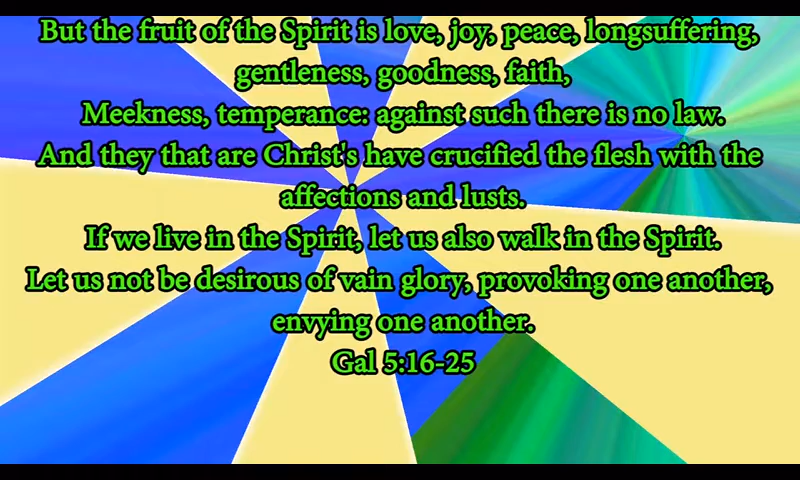 But the fruit of the Spirit is love, joy, peace, longsuffering,
gentleness, goodness, faith,
Meekness, temperance: against such there is no law.
And they that are Christ's have crucified the flesh with the
affections and lusts.
If we live in the Spirit, let us also walk in the Spirit.
Let us not be desirous of vain glory, provoking one another,
envying one another.
Gal 5:16-25